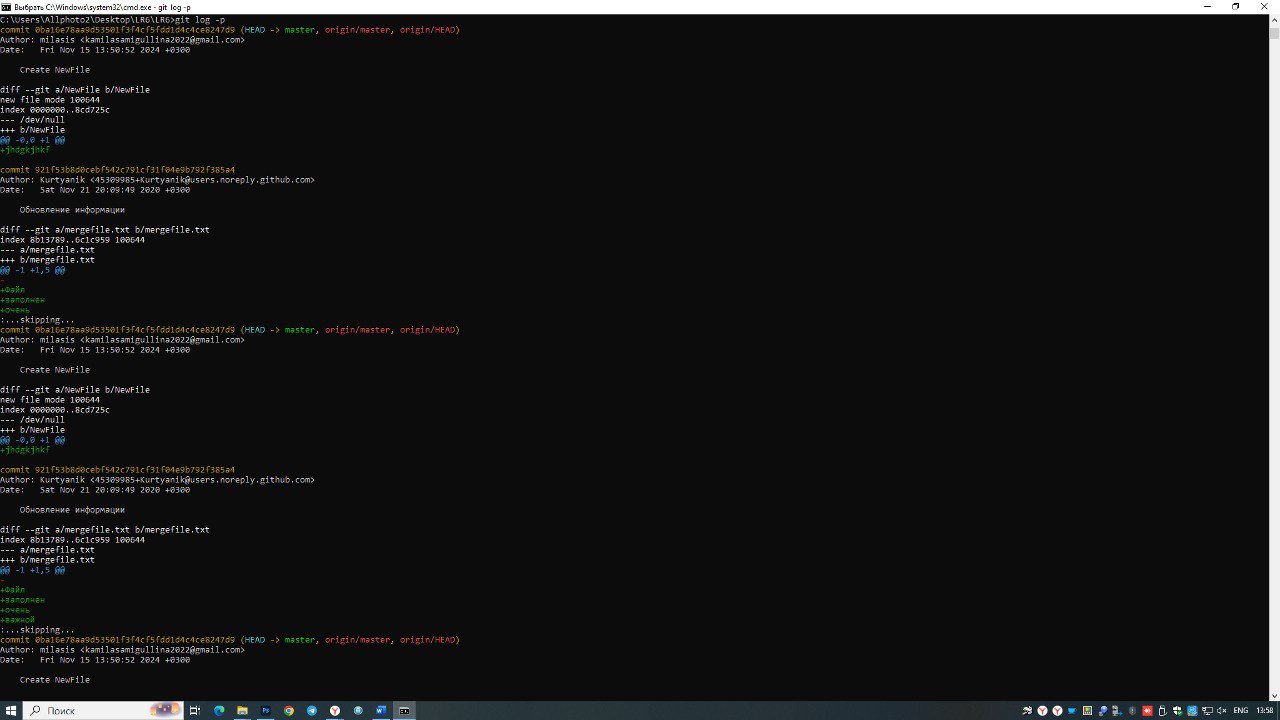 Выбрать C:\Windows\system32\cmd.exe - git log -p
C:\Users\Allphoto2\Desktop\LR6\LR6>git log -p
commit 0ba16e78aa9d53501f3f4cf5fdd1d4c4ce8247d9 (HEAD -> master, origin/master, origin/HEAD)
Author: milasis <kamilasamigullina2022@gmail.com>
Date:   Fri Nov 15 13:50:52 2024 +0300
    Create NewFile
diff --git a/NewFile b/NewFile
new file mode 100644
index 0000000..8cd725c
--- /dev/null
+++ b/NewFile
@@ -0,0 +1 @@
+jhdgkjhkf
commit 921f53b8d0cebf542c791cf31f04e9b792f385a4
Author: Kurtyanik <45309985+Kurtyanik@users.noreply.github.com>
Date:   Sat Nov 21 20:09:49 2020 +0300
    Обновление информации
diff --git a/mergefile.txt b/mergefile.txt
index 8b13789..6c1c959 100644
--- a/mergefile.txt
+++ b/mergefile.txt
@@ -1 +1,5 @@
-
+Файл
+заполнен
+очень
:...skipping...
commit 0ba16e78aa9d53501f3f4cf5fdd1d4c4ce8247d9 (HEAD -> master, origin/master, origin/HEAD)
Author: milasis <kamilasamigullina2022@gmail.com>
Date:   Fri Nov 15 13:50:52 2024 +0300
    Create NewFile
diff --git a/NewFile b/NewFile
new file mode 100644
index 0000000..8cd725c
--- /dev/null
+++ b/NewFile
@@ -0,0 +1 @@
+jhdgkjhkf
commit 921f53b8d0cebf542c791cf31f04e9b792f385a4
Author: Kurtyanik <45309985+Kurtyanik@users.noreply.github.com>
Date:   Sat Nov 21 20:09:49 2020 +0300
    Обновление информации
diff --git a/mergefile.txt b/mergefile.txt
index 8b13789..6c1c959 100644
--- a/mergefile.txt
+++ b/mergefile.txt
@@ -1 +1,5 @@
-
+Файл
+заполнен
+очень
+важной
:...skipping...
commit 0ba16e78aa9d53501f3f4cf5fdd1d4c4ce8247d9 (HEAD -> master, origin/master, origin/HEAD)
Author: milasis <kamilasamigullina2022@gmail.com>
Date:   Fri Nov 15 13:50:52 2024 +0300
    Create NewFile
Поиск
ENG 13:58